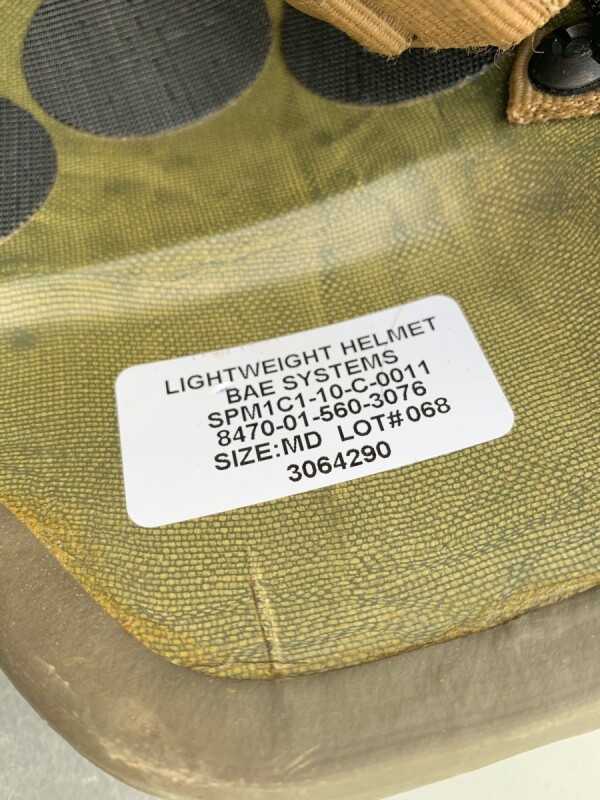 LIGHTWEIGHT HELMET
BAE SYSTEMS
SPM1C1-10-C-0011
8470-01-560-3076
SIZE:MD LOT#068
3064290